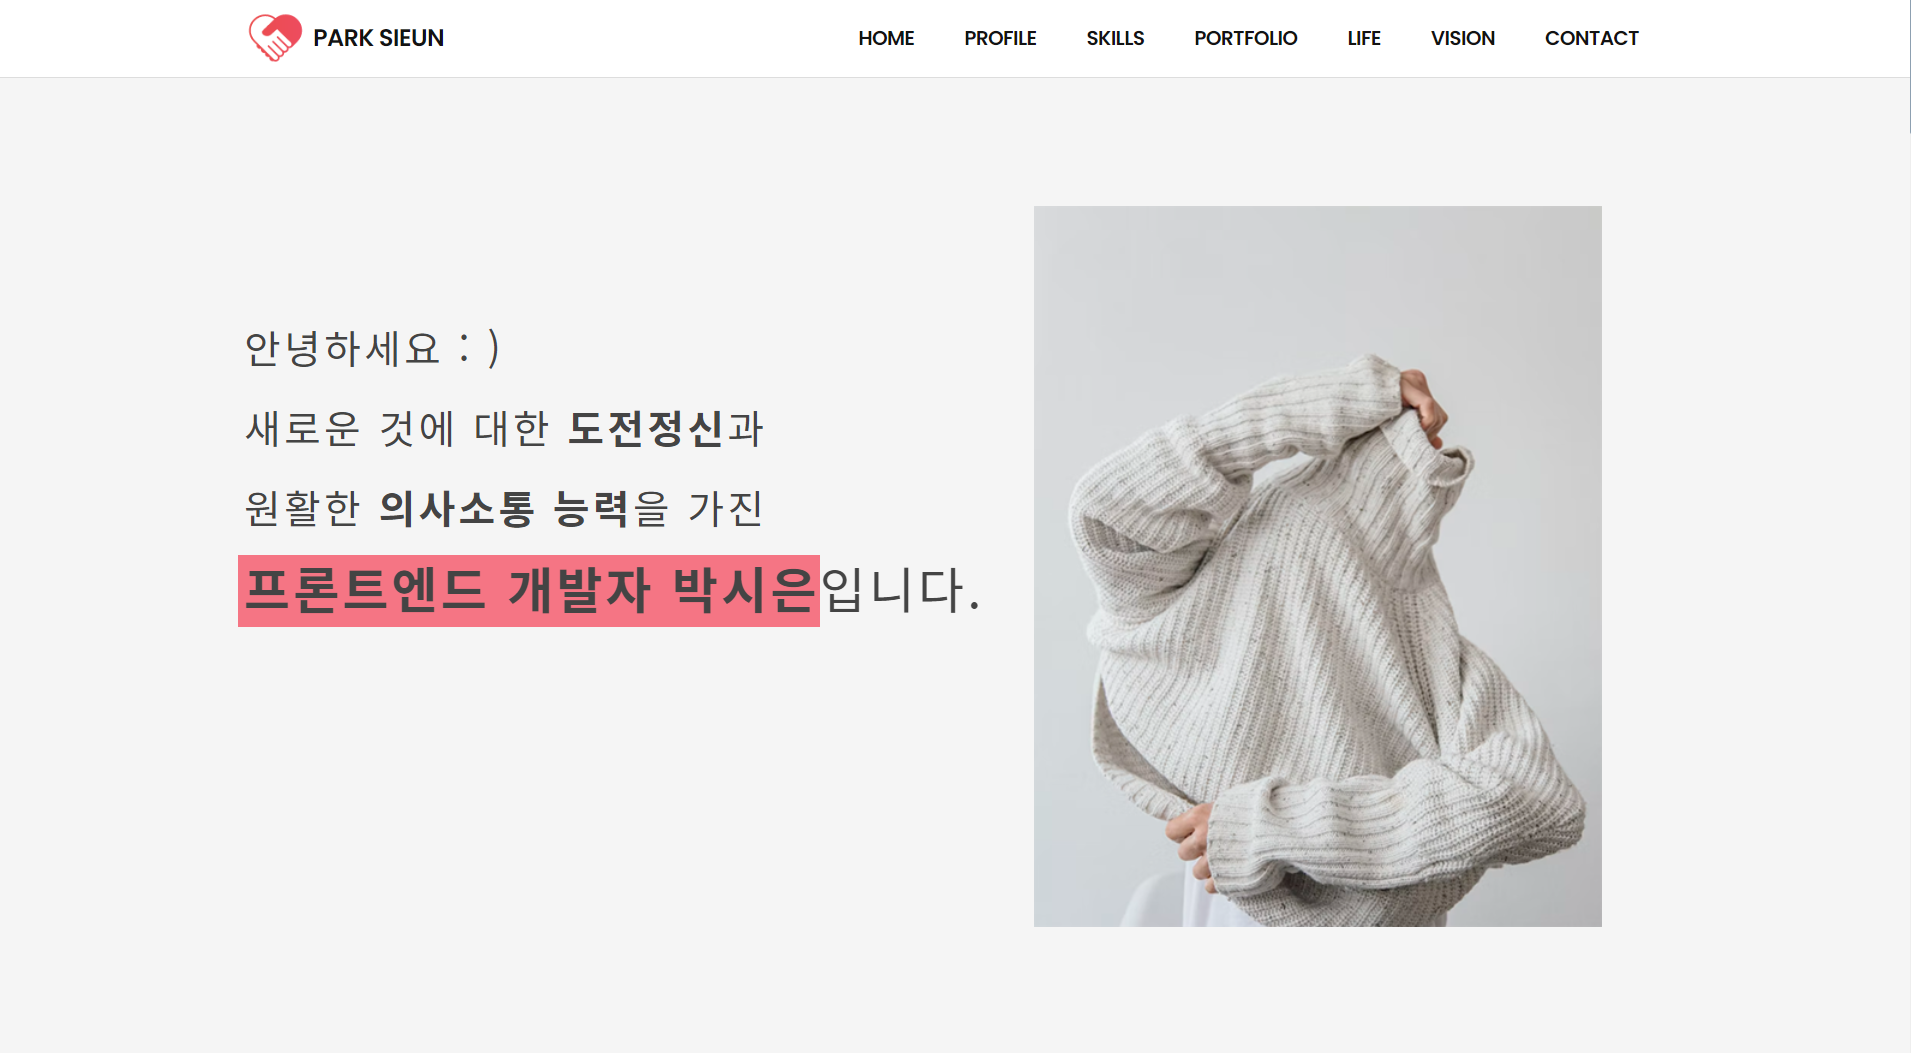 PARK SIEUN
HOME PROFILE SKILLS PORTFOLIO LIFE VISION CONTACT
안녕하세요 : )
새로운 것에 대한 도전정신과
원활한 의사소통 능력을 가진
프론트엔드 개발자 박시은입니다.